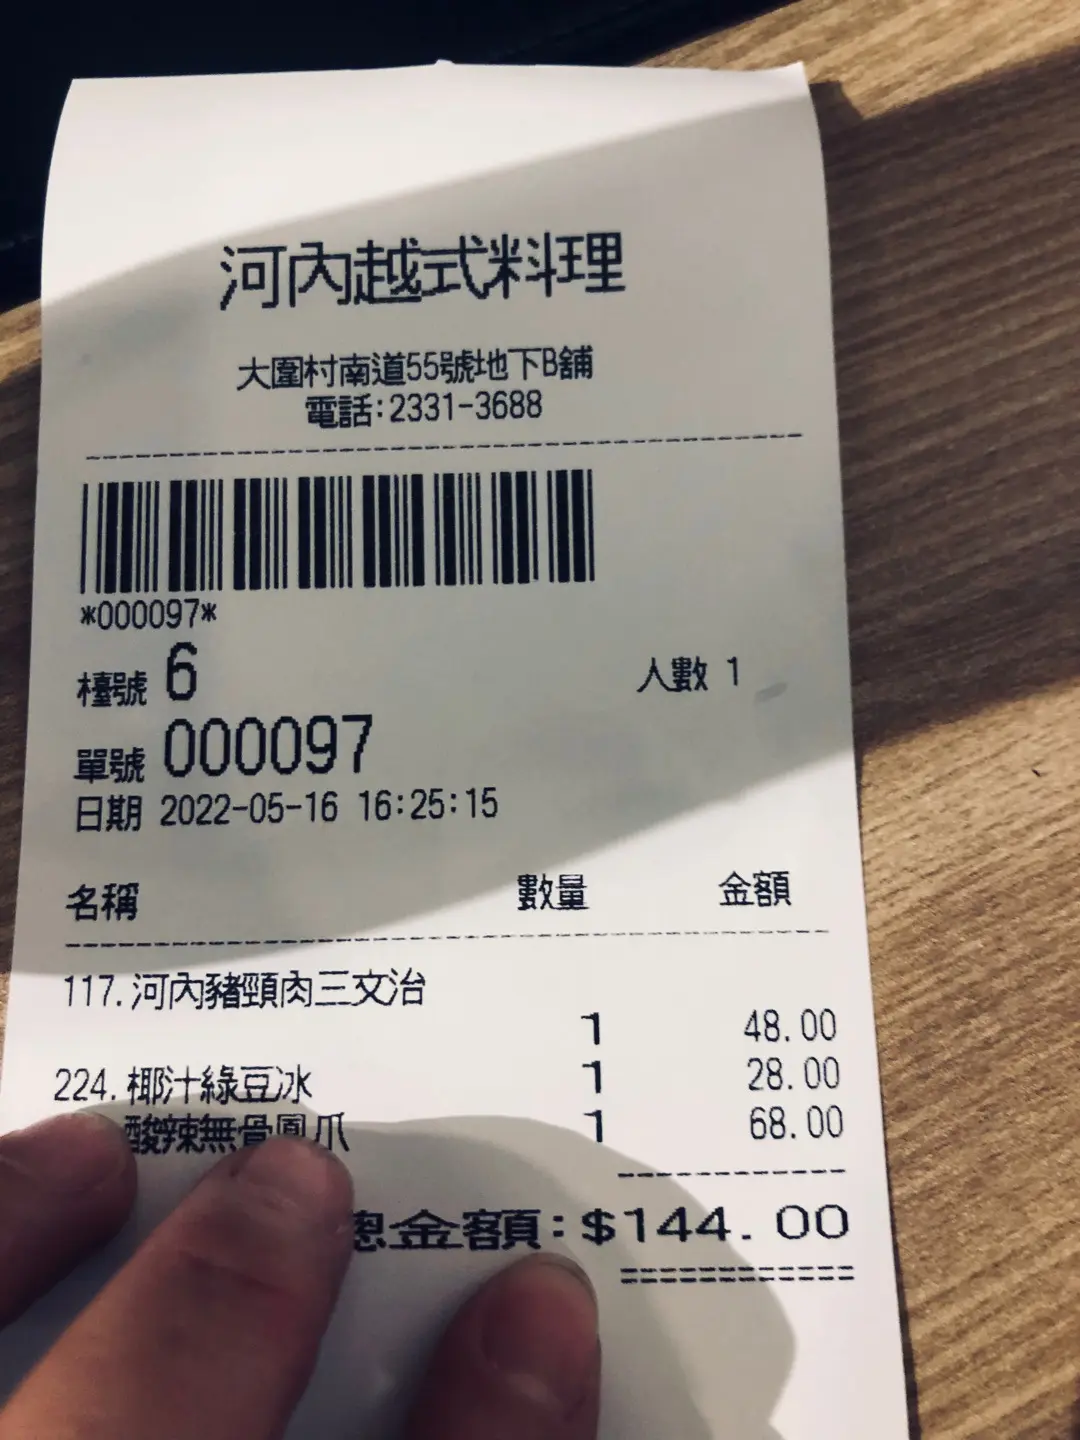 河內越式料理
大圍村南道55號地下B舖
電話:2331-3688
*000097*
檯號 6 人數 1
單號 000097
日期 2022-05-16 16:25:15
名稱 數量 金額
117.河內豬頸肉三文治
1 48.00
224.椰汁綠豆冰 1 28.00
酸辣無骨鳳爪 1 68.00
總金額:$144.00